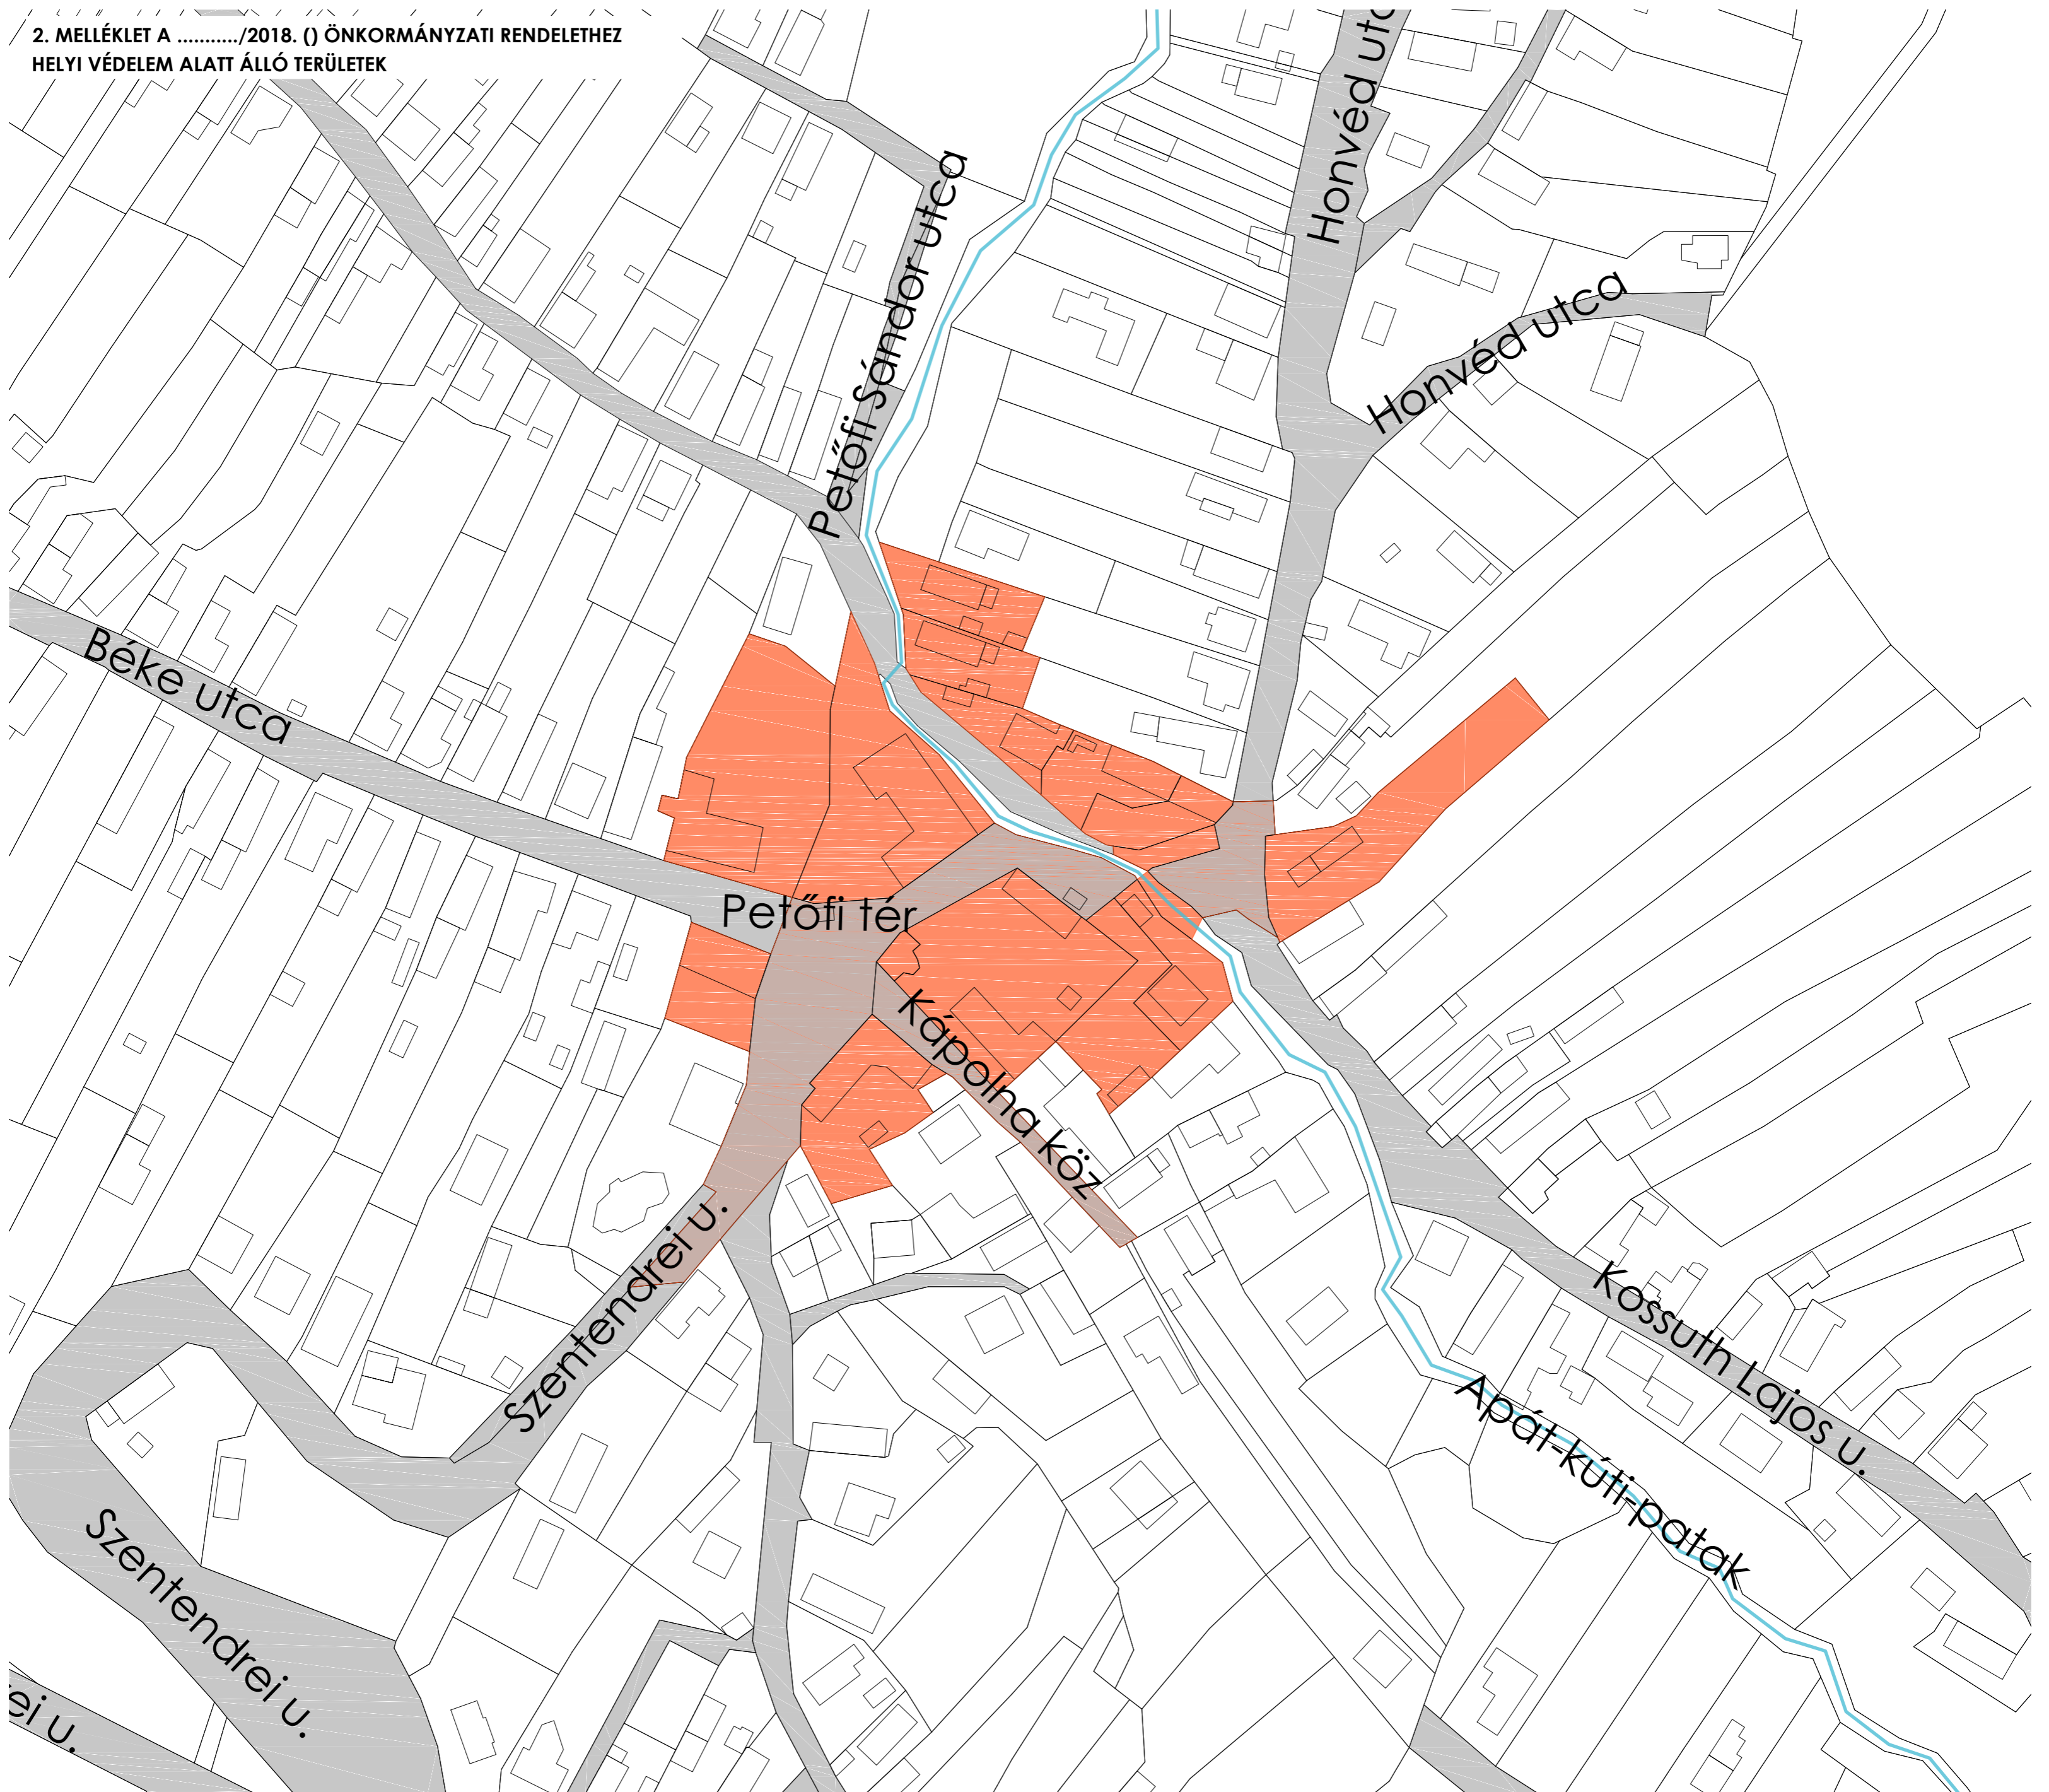 2. MELLÉKLET A .........../2018. () ÖNKORMÁNYZATI RENDELETHEZ
HELYI VÉDELEM ALATT ÁLLÓ TERÜLETEK
Honvéd utca
Petőfi Sándor utca
Honvéd utca
Béke utca
Petőfi tér
Kápolna köz
Szentendrei u.
Kossuth Lajos u.
Apát-kúti-patak
Szentendrei u.
ei u.